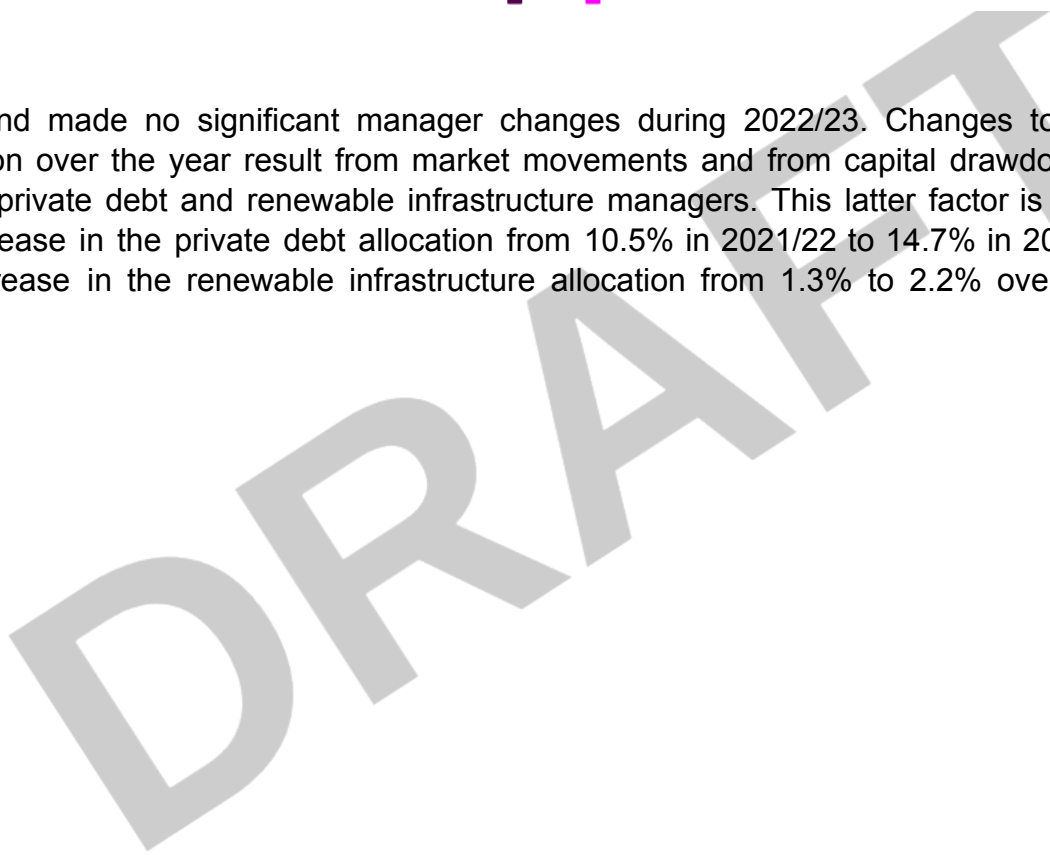 nd made no significant manager changes during 2022/23. Changes to
on over the year result from market movements and from capital drawdo
private debt and renewable infrastructure managers. This latter factor is
ease in the private debt allocation from 10.5% in 2021/22 to 14.7% in 20
rease in the renewable infrastructure allocation from 1.3% to 2.2% ove
DRAFT